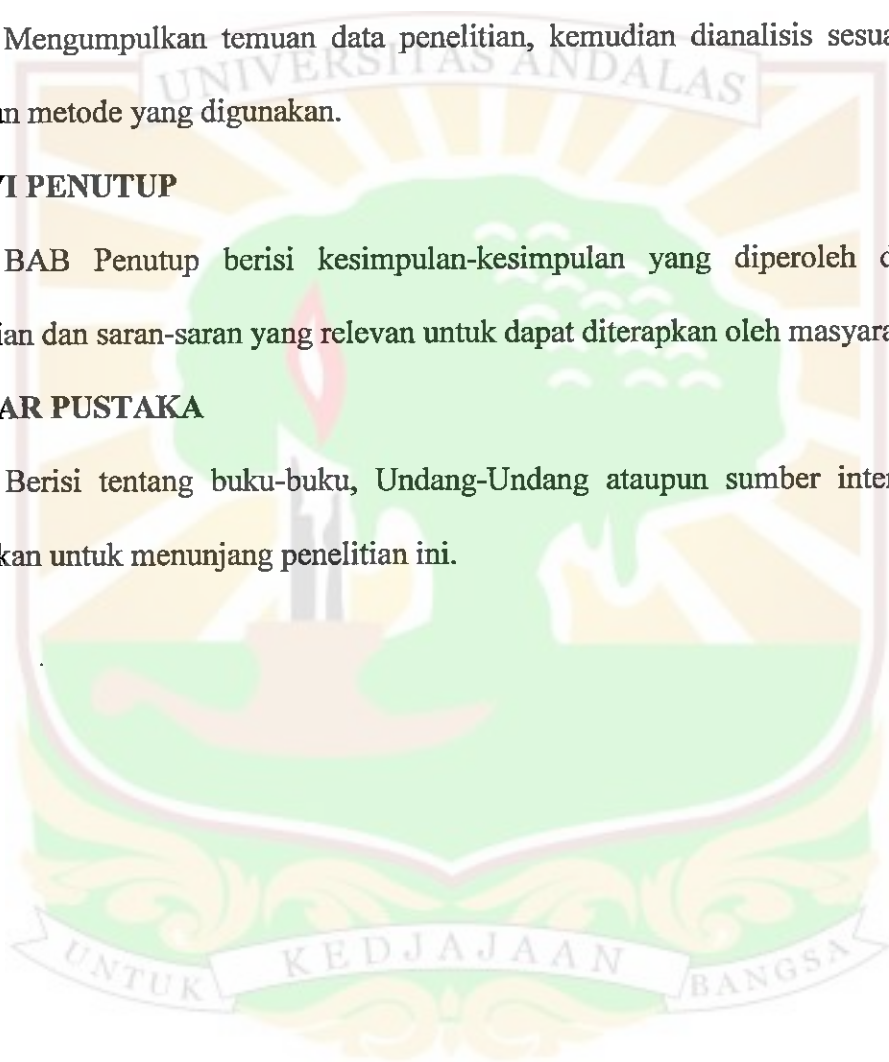 Mengumpulkan temuan data penelitian, kemudian dianalisis sesua
n metode yang digunakan.
I PENUTUP
BAB Penutup berisi kesimpulan-kesimpulan yang diperoleh d
ian dan saran-saran yang relevan untuk dapat diterapkan oleh masyara
AR PUSTAKA
Berisi tentang buku-buku, Undang-Undang ataupun sumber inter
kan untuk menunjang penelitian ini.
UNIVERSITAS ANDALAS
UNTUK KEDJAJAAN BANGSA